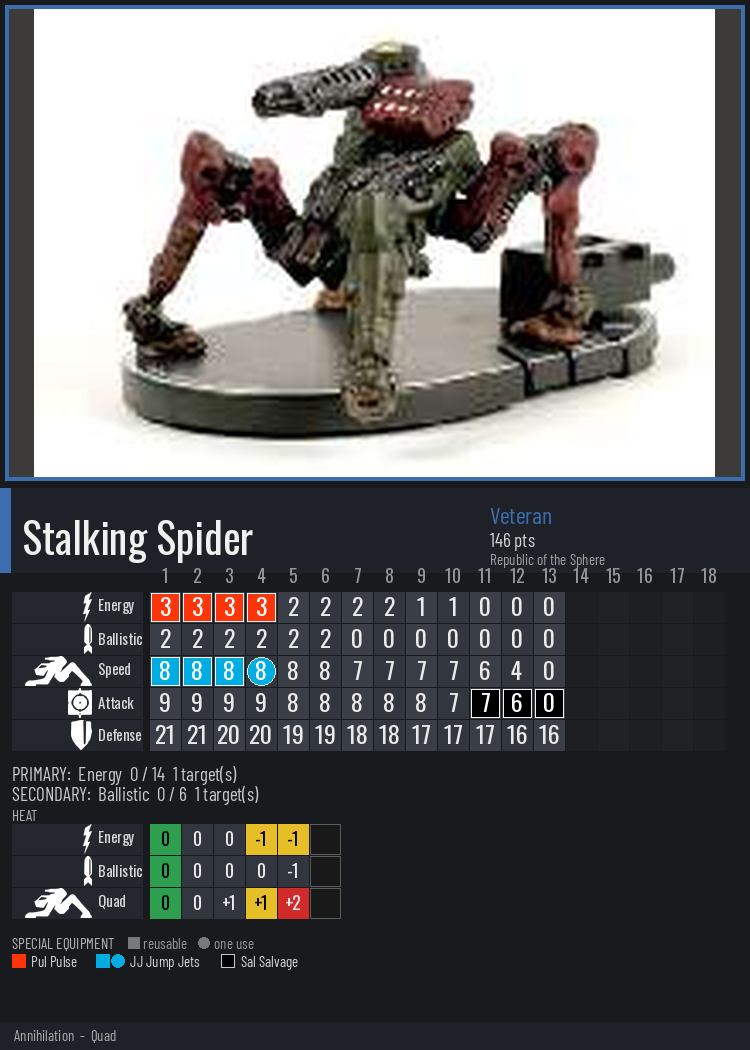 Stalking Spider
Veteran
146 pts
Republic of the Sphere
1 2 3 4 5 6 7 8 9 10 11 12 13 14 15 16 17 18
Energy 3 3 3 3 2 2 2 2 1 1 0 0 0
Ballistic 2 2 2 2 2 2 0 0 0 0 0 0 0
Speed 8 8 8 8 8 8 7 7 7 7 6 4 0
Attack 9 9 9 9 8 8 8 8 8 7 7 6 0
Defense 21 21 20 20 19 19 18 18 17 17 17 16 16
PRIMARY: Energy 0 / 14 1 target(s)
SECONDARY: Ballistic 0 / 6 1 target(s)
HEAT
Energy 0 0 0 -1 -1
Ballistic 0 0 0 0 -1
Quad 0 0 +1 +1 +2
SPECIAL EQUIPMENT reusable one use
Pul Pulse JJ Jump Jets Sal Salvage
Annihilation - Quad